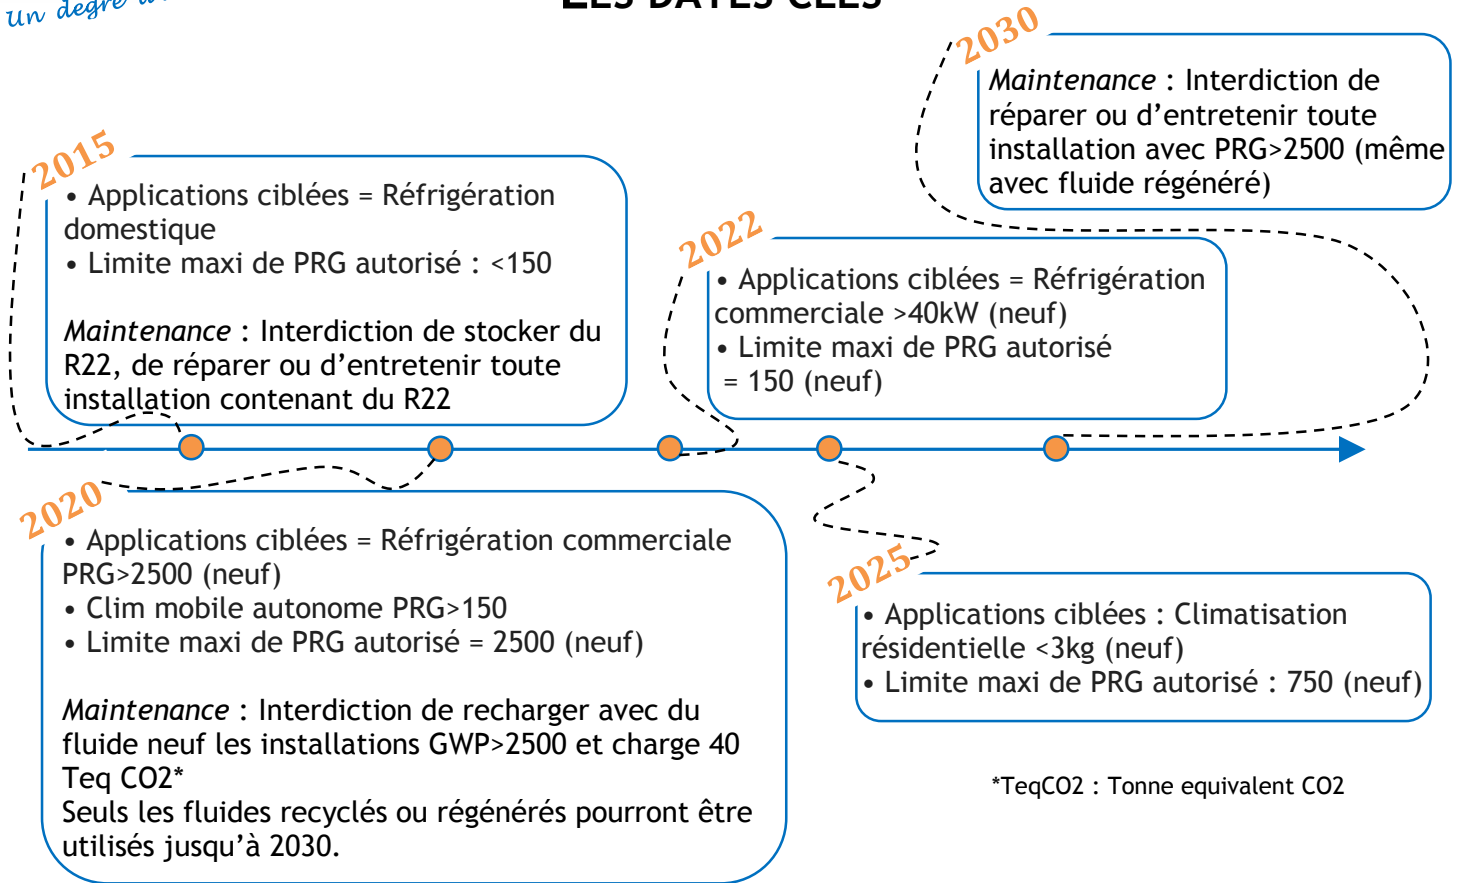 Un degré
LES DATES CLÉS
2015
• Applications ciblées = Réfrigération
domestique
• Limite maxi de PRG autorisé : <150
Maintenance : Interdiction de stocker du
R22, de réparer ou d’entretenir toute
installation contenant du R22
2020
• Applications ciblées = Réfrigération commerciale
PRG>2500 (neuf)
• Clim mobile autonome PRG>150
• Limite maxi de PRG autorisé = 2500 (neuf)
Maintenance : Interdiction de recharger avec du
fluide neuf les installations GWP>2500 et charge 40
Teq CO2*
Seuls les fluides recyclés ou régénérés pourront être
utilisés jusqu’à 2030.
2022
• Applications ciblées = Réfrigération
commerciale >40kW (neuf)
• Limite maxi de PRG autorisé
= 150 (neuf)
2025
• Applications ciblées : Climatisation
résidentielle <3kg (neuf)
• Limite maxi de PRG autorisé : 750 (neuf)
2030
Maintenance : Interdiction de
réparer ou d’entretenir toute
installation avec PRG>2500 (même
avec fluide régénéré)
*TeqCO2 : Tonne equivalent CO2